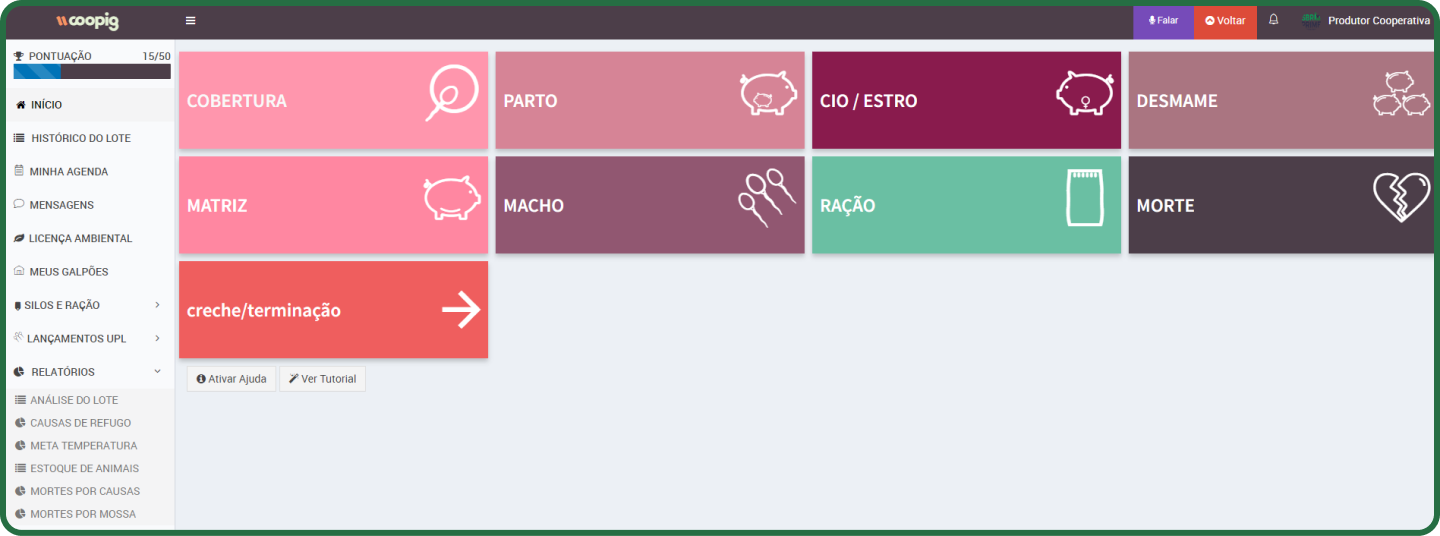 coopig
Falar
Voltar
Produtor Cooperativa
PONTUAÇÃO 15/50
INÍCIO
HISTÓRICO DO LOTE
MINHA AGENDA
MENSAGENS
LICENÇA AMBIENTAL
MEUS GALPÕES
SILOS E RAÇÃO
LANÇAMENTOS UPL
RELATÓRIOS
ANÁLISE DO LOTE
CAUSAS DE REFUGO
META TEMPERATURA
ESTOQUE DE ANIMAIS
MORTES POR CAUSAS
MORTES POR MOSSA
COBERTURA
PARTO
CIO / ESTRO
DESMAME
MATRIZ
MACHO
RAÇÃO
MORTE
creche/terminação
Ativar Ajuda
Ver Tutorial